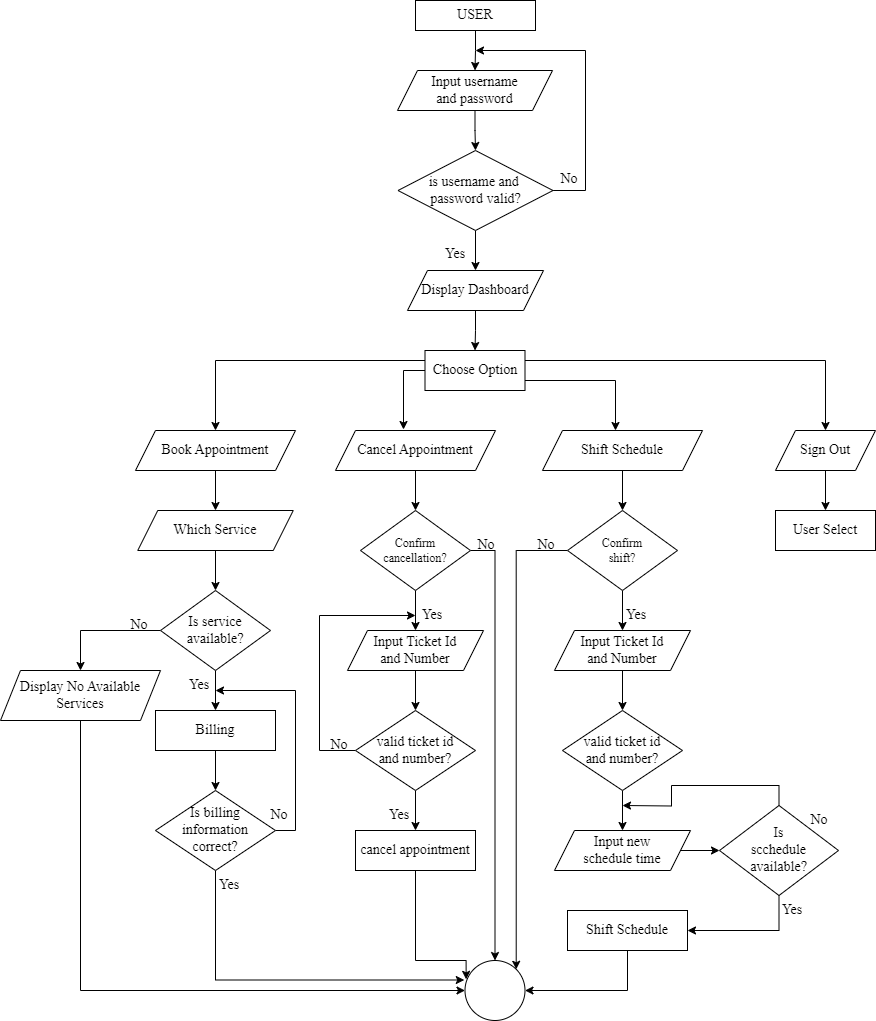 USER
Input username
and password
is username and
password valid?
No
Yes
Display Dashboard
Choose Option
Book Appointment
Cancel Appointment
Shift Schedule
Sign Out
Which Service
Confirm
cancellation?
No
No
Confirm
shift?
User Select
Is service
available?
No
Yes
Yes
Input Ticket Id
and Number
Input Ticket Id
and Number
Display No Available
Services
Yes
Billing
No
valid ticket id
and number?
valid ticket id
and number?
Is billing
information
correct?
No
Yes
No
cancel appointment
Input new
schedule time
Is
scchedule
available?
Yes
Yes
Shift Schedule